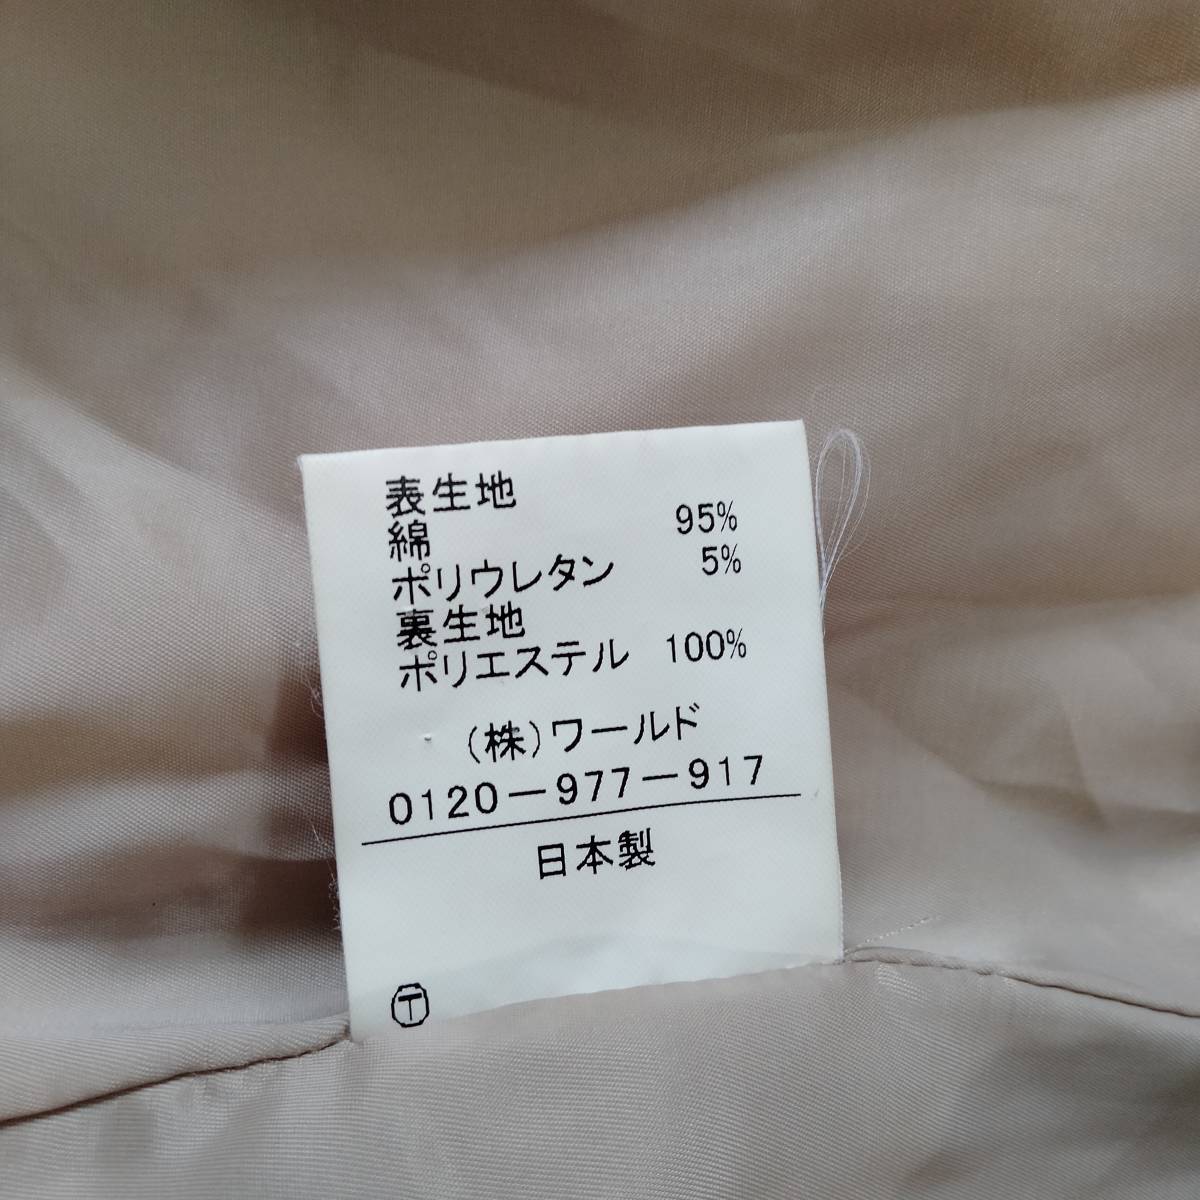 表生地
綿 95%
ポリウレタン 5%
裏生地
ポリエステル 100%
(株)ワールド
0120-977-917
日本製
T